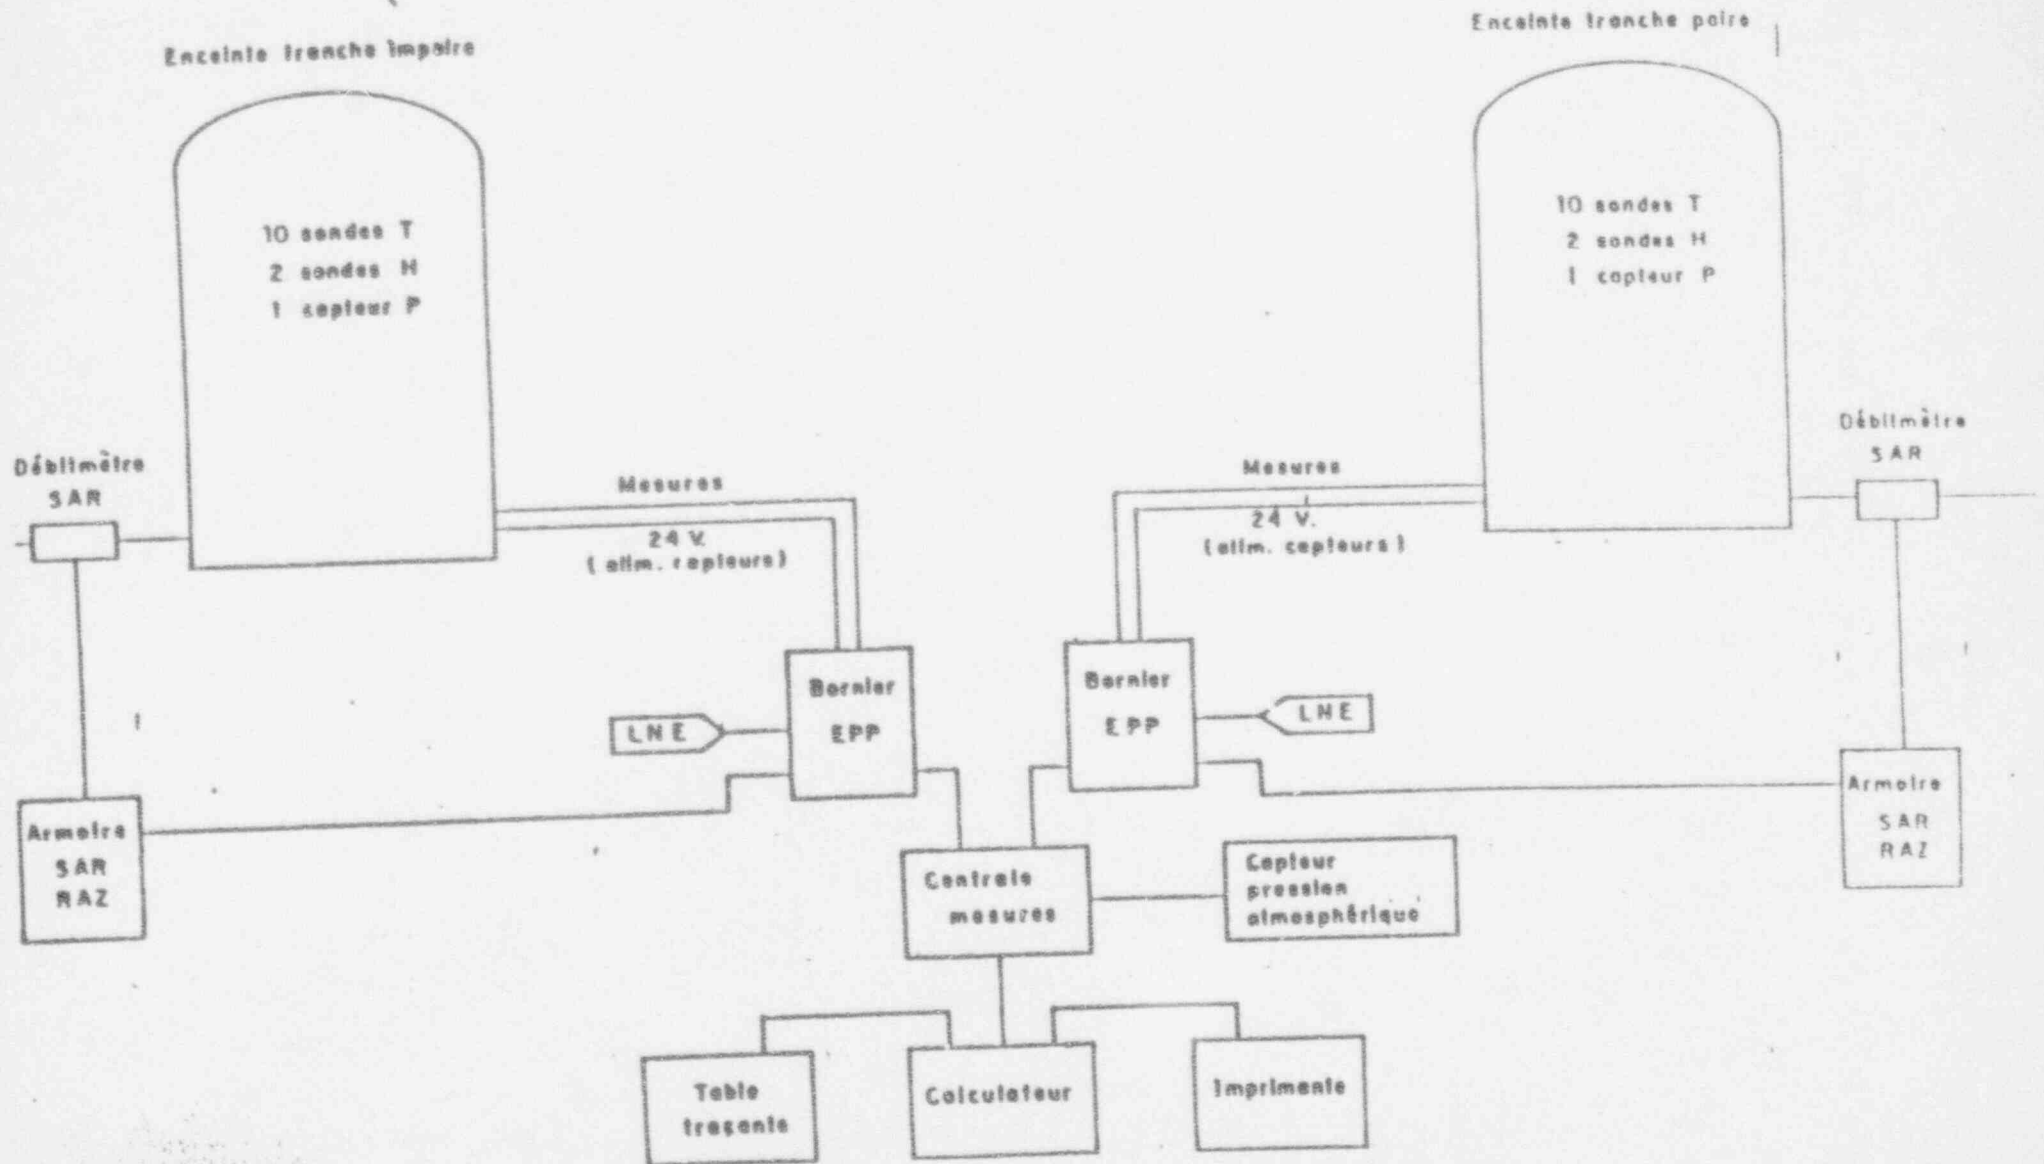 Enceinte tranche impaire
Enceinte tranche paire
10 sondes T
2 sondes H
1 capteur P
10 sondes T
2 sondes H
1 capteur P
Débitmètre
SAR
Débitmètre
SAR
Mesures
24 V.
(alim. capteurs)
Mesures
24 V.
(alim. capteurs)
Bornier
EPP
Bornier
EPP
LNE
LNE
Armoire
SAR
RAZ
Armoire
SAR
RAZ
Centrale
mesures
Capteur
pression
atmosphérique
Table
traçante
Calculateur
Imprimante